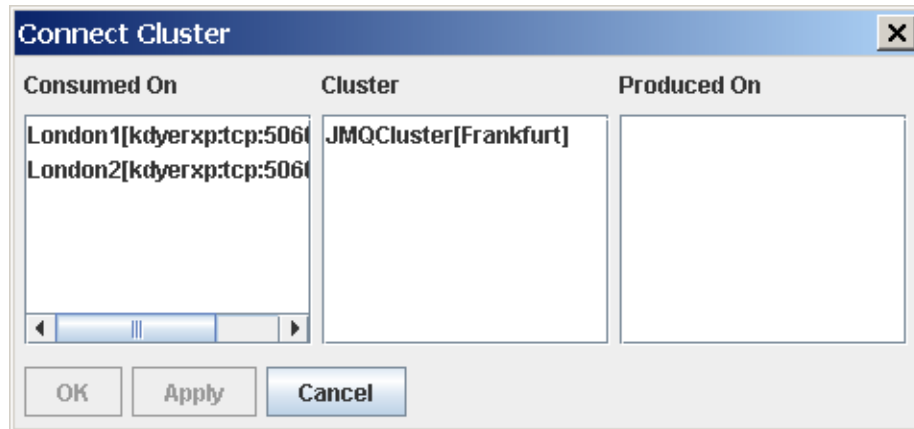 Connect Cluster
Consumed On Cluster Produced On
London1[kdyerxp:tcp:506 JMQCluster[Frankfurt]
London2[kdyerxp:tcp:506
OK Apply Cancel